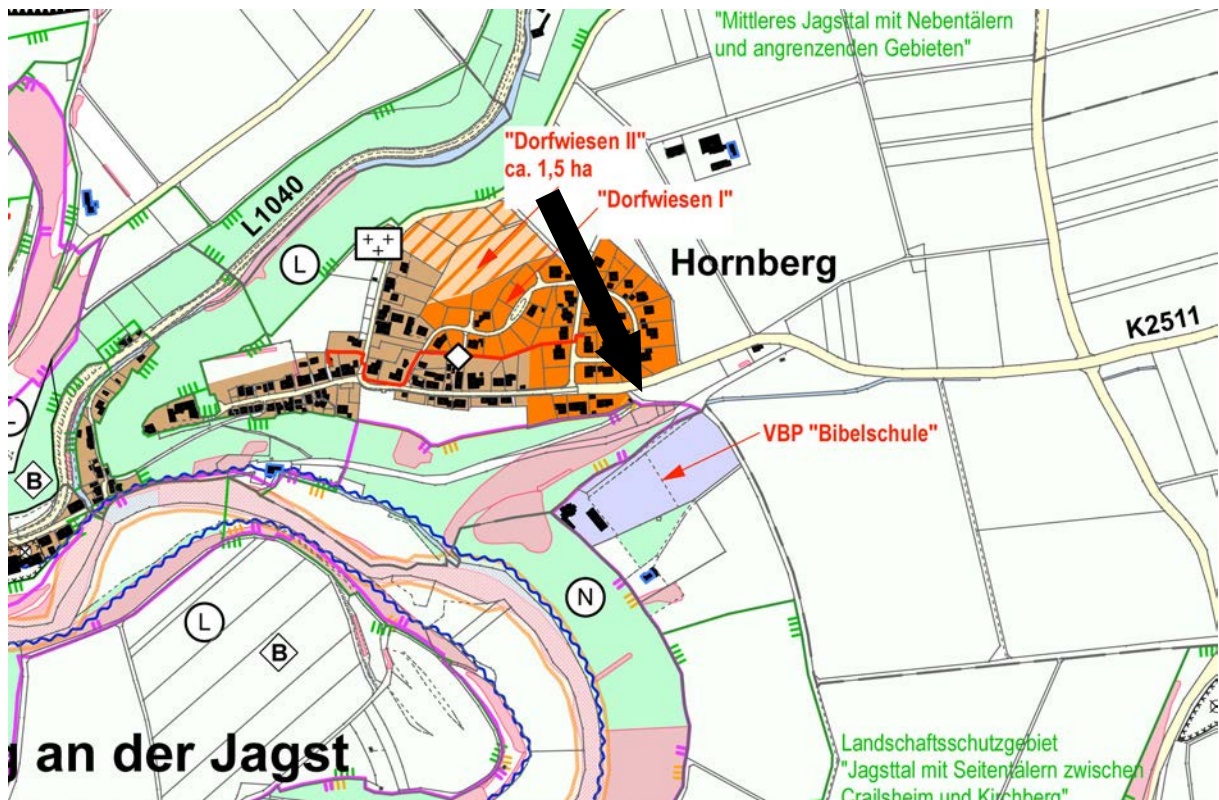 "Mittleres Jagsttal mit Nebentälern
und angrenzenden Gebieten"
"Dorfwiesen II"
ca. 1,5 ha
"Dorfwiesen I"
L1040
L
Hornberg
K2511
VBP "Bibelschule"
B
N
L
B
an der Jagst
Landschaftsschutzgebiet
"Jagsttal mit Seitentälern zwischen
Crailsheim und Kirchberg"